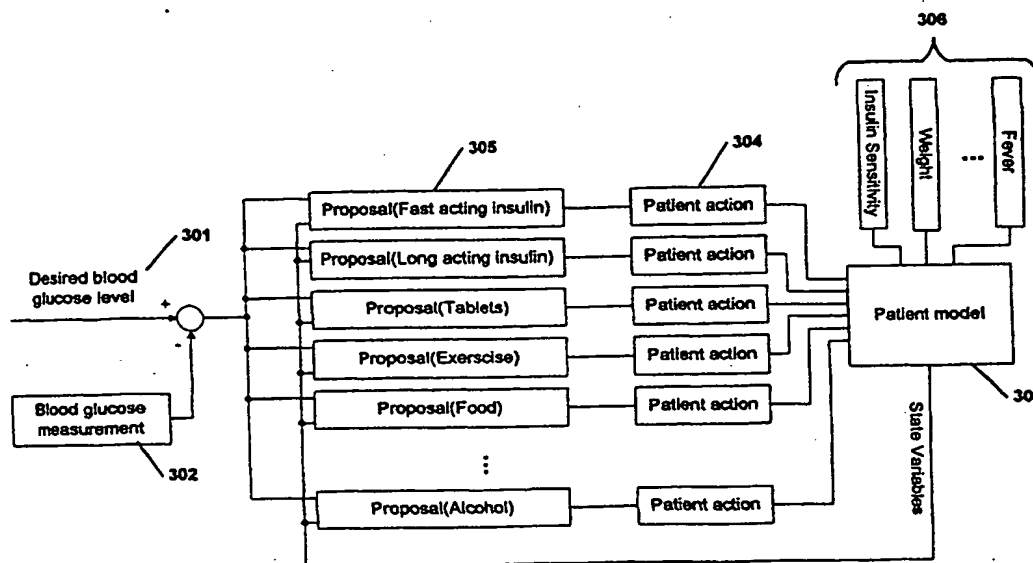 306
Insulin Sensitivity
Weight
...
Fever
305
304
Proposal(Fast acting insulin)
Patient action
301
Proposal(Long acting insulin)
Patient action
Desired blood
glucose level
+
-
Proposal(Tablets)
Patient action
Patient model
Proposal(Exerscise)
Patient action
30
Blood glucose
measurement
302
Proposal(Food)
Patient action
State Variables
...
Proposal(Alcohol)
Patient action